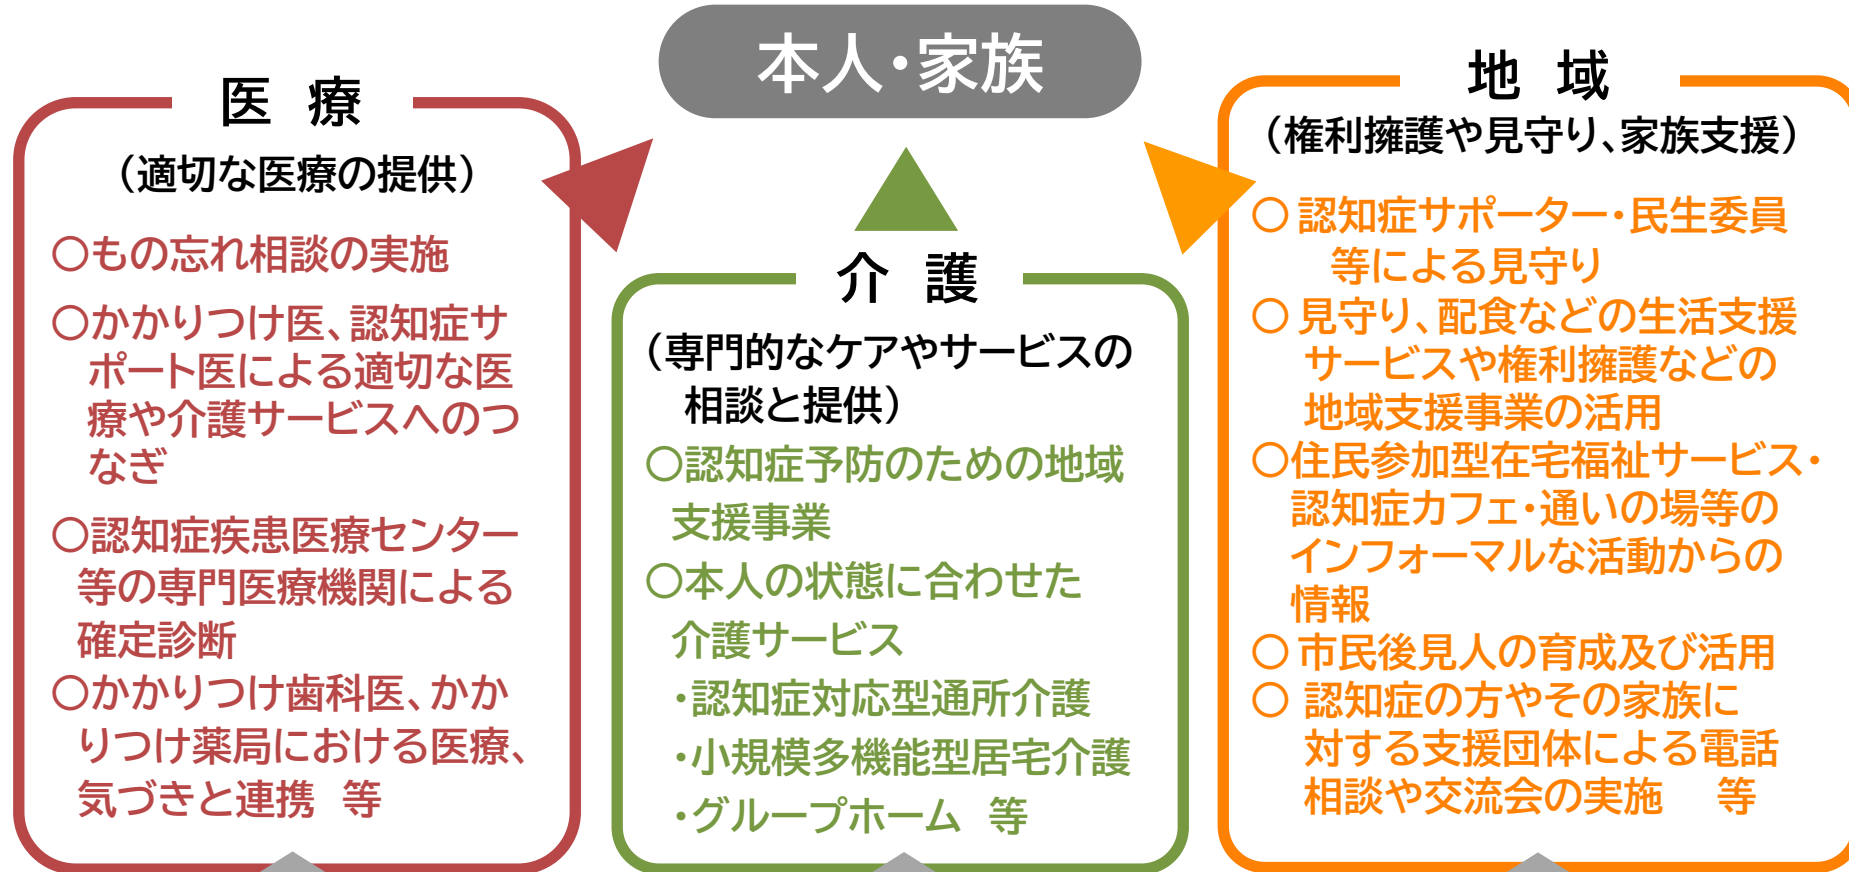 本人・家族
医 療
（適切な医療の提供）
〇もの忘れ相談の実施
〇かかりつけ医、認知症サ
ポート医による適切な医
療や介護サービスへのつ
なぎ
〇認知症疾患医療センター
等の専門医療機関による
確定診断
〇かかりつけ歯科医、かか
りつけ薬局における医療、
気づきと連携 等
介 護
（専門的なケアやサービスの
相談と提供）
〇認知症予防のための地域
支援事業
〇本人の状態に合わせた
介護サービス
・認知症対応型通所介護
・小規模多機能型居宅介護
・グループホーム 等
地 域
（権利擁護や見守り、家族支援）
〇 認知症サポーター・民生委員
等による見守り
〇 見守り、配食などの生活支援
サービスや権利擁護などの
地域支援事業の活用
〇住民参加型在宅福祉サービス・
認知症カフェ・通いの場等の
インフォーマルな活動からの
情報
〇 市民後見人の育成及び活用
〇 認知症の方やその家族に
対する支援団体による電話
相談や交流会の実施 等